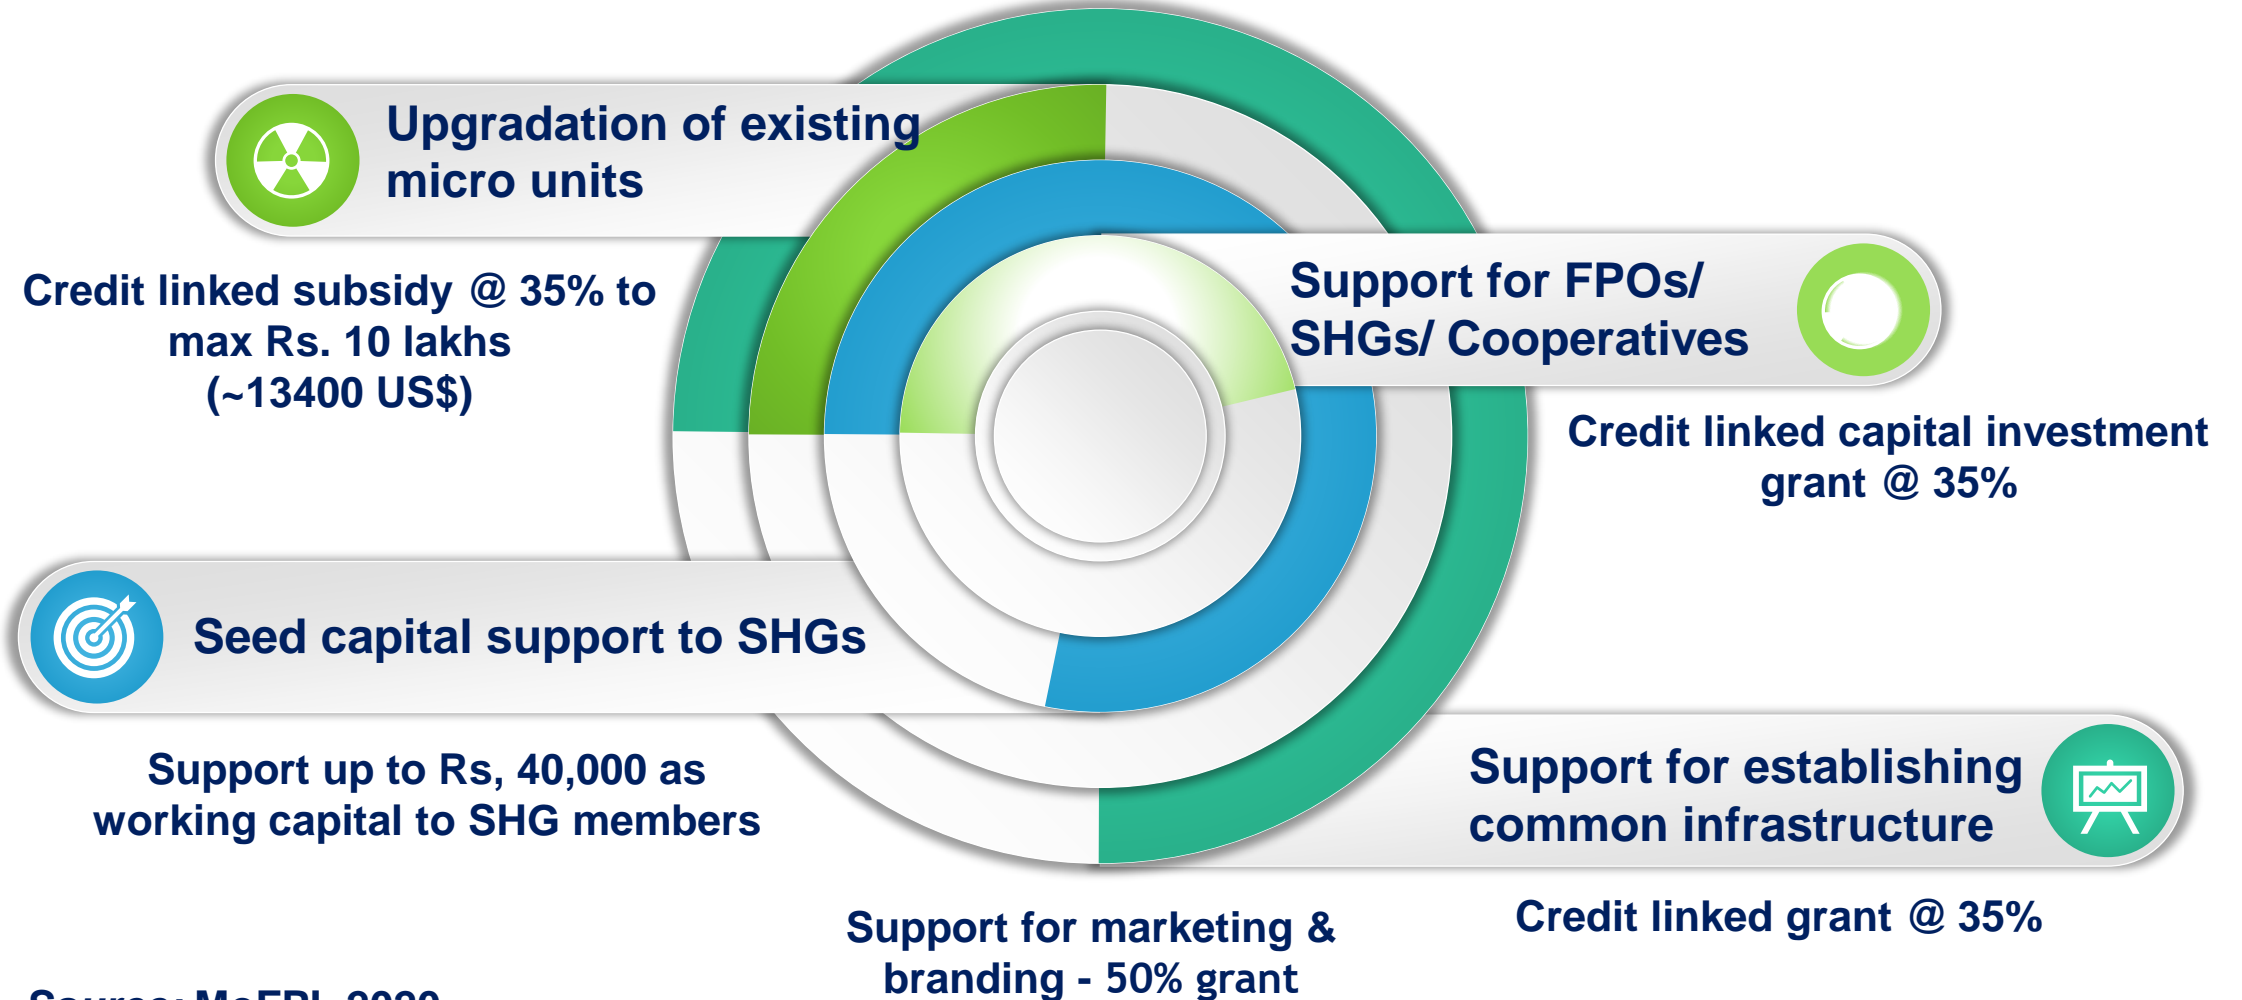 Upgradation of existing
micro units
Credit linked subsidy @ 35% to
max Rs. 10 lakhs
(~13400 US$)
Support for FPOs/
SHGs/ Cooperatives
Credit linked capital investment
grant @ 35%
Seed capital support to SHGs
Support up to Rs, 40,000 as
working capital to SHG members
Support for establishing
common infrastructure
Credit linked grant @ 35%
Support for marketing &
branding - 50% grant
Source: MoFPI, 2020